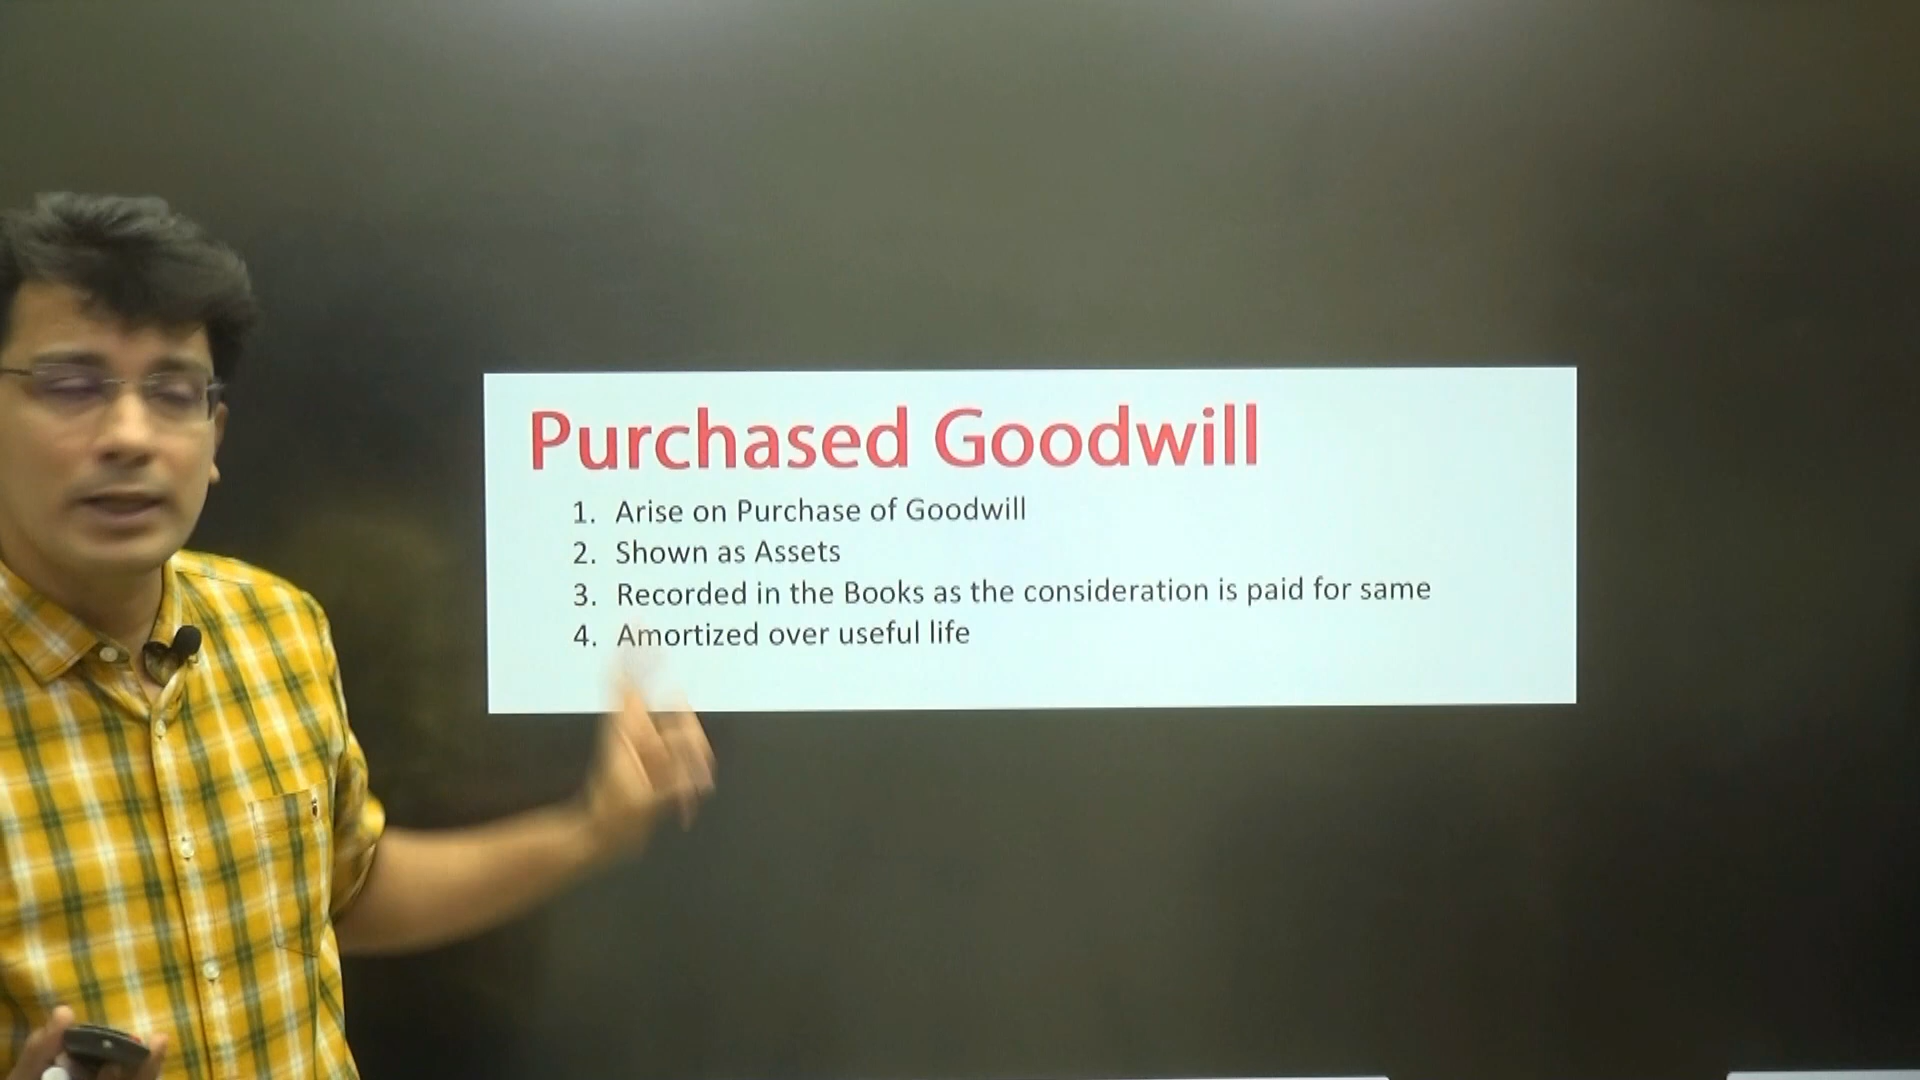 Purchased Goodwill
1. Arise on Purchase of Goodwill
2. Shown as Assets
3. Recorded in the Books as the consideration is paid for same
4. Amortized over useful life